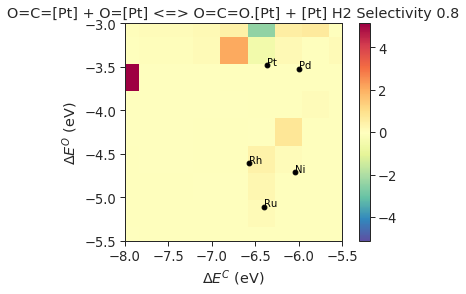 O=C=[Pt] + O=[Pt] <=> O=C=O.[Pt] + [Pt] H2 Selectivity 0.8
−3.0
−3.5
−4.0
−4.5
−5.0
−5.5
ΔE^O (eV)
Pt
Pd
Rh
Ni
Ru
−8.0 −7.5 −7.0 −6.5 −6.0 −5.5
ΔE^C (eV)
4
2
0
−2
−4